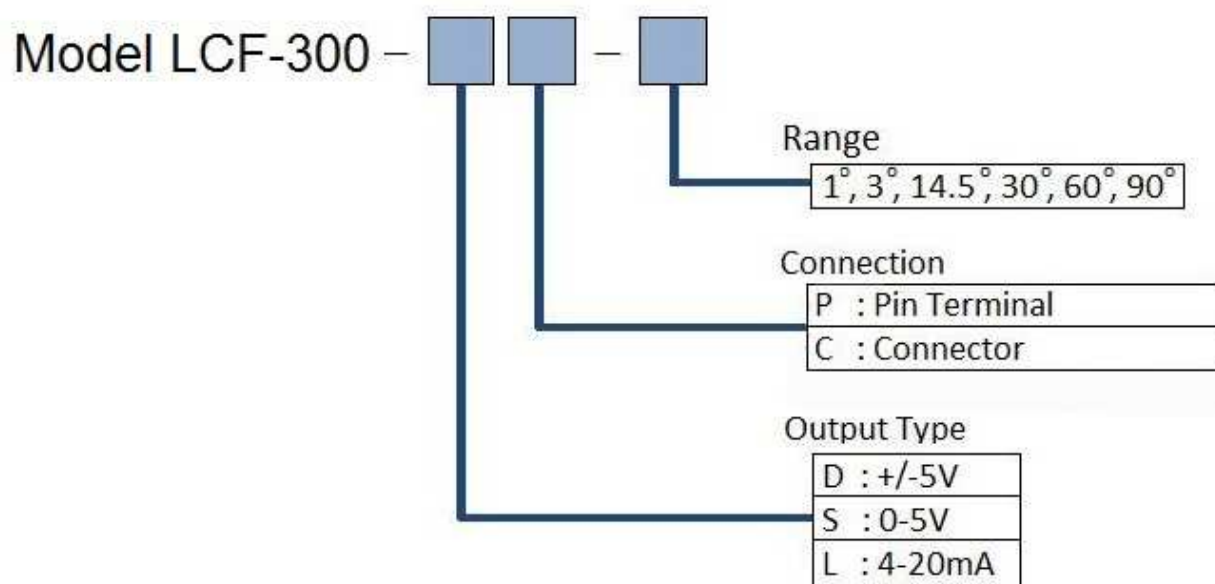 Model LCF-300 – –
Range
1°, 3°, 14.5°, 30°, 60°, 90°
Connection
P : Pin Terminal
C : Connector
Output Type
D : +/-5V
S : 0-5V
L : 4-20mA